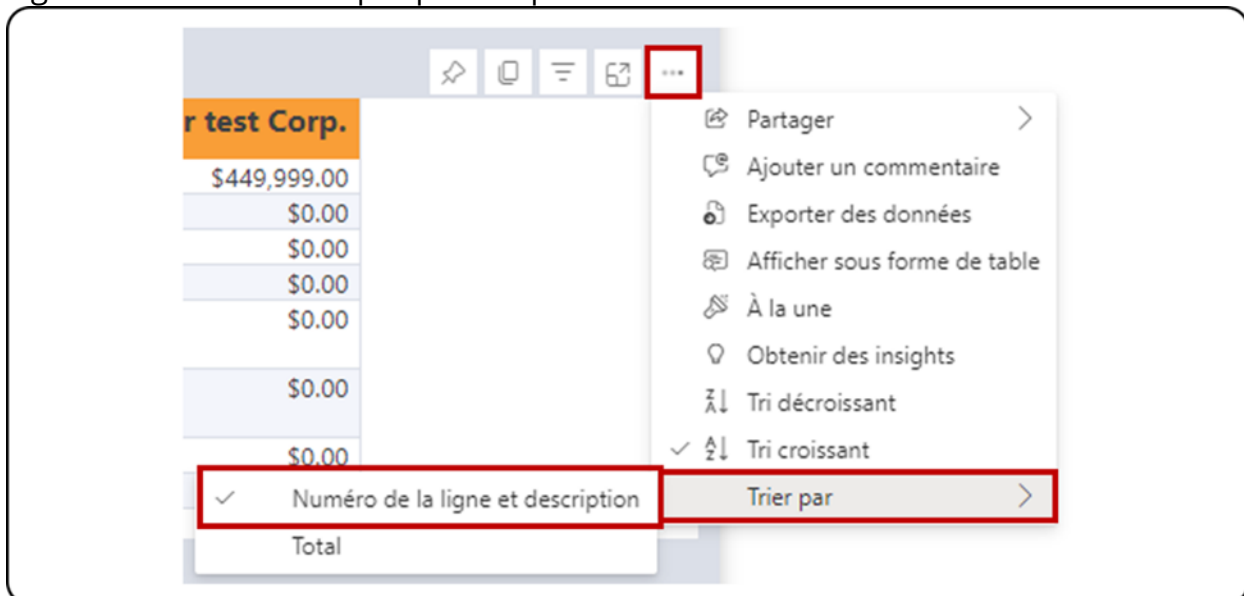 r test Corp.
$449,999.00
$0.00
$0.00
$0.00
$0.00
$0.00
$0.00
Partager
Ajouter un commentaire
Exporter des données
Afficher sous forme de table
À la une
Obtenir des insights
Tri décroissant
Tri croissant
Trier par
Numéro de la ligne et description
Total